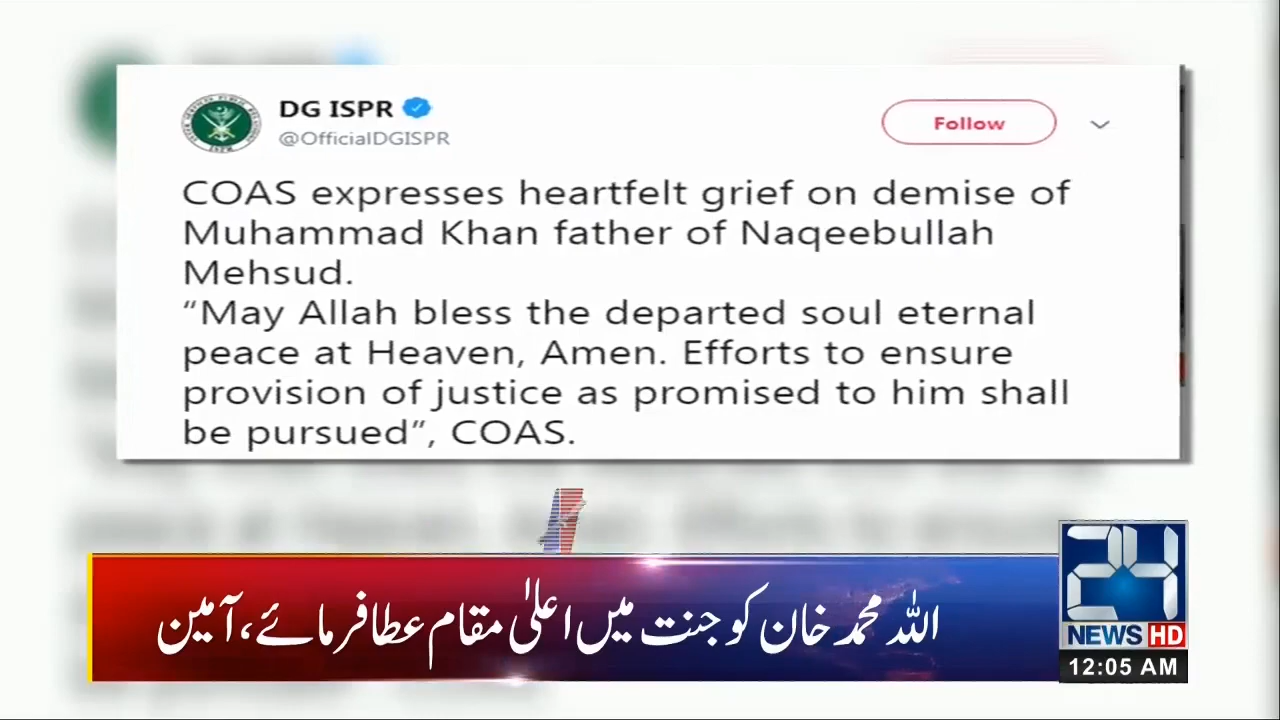 DG ISPR
@OfficialDGISPR
Follow
COAS expresses heartfelt grief on demise of
Muhammad Khan father of Naqeebullah
Mehsud.
“May Allah bless the departed soul eternal
peace at Heaven, Amen. Efforts to ensure
provision of justice as promised to him shall
be pursued”, COAS.
اللہ محمد خان کو جنت میں اعلیٰ مقام عطا فرمائے، آمین
24
NEWS HD
12:05 AM